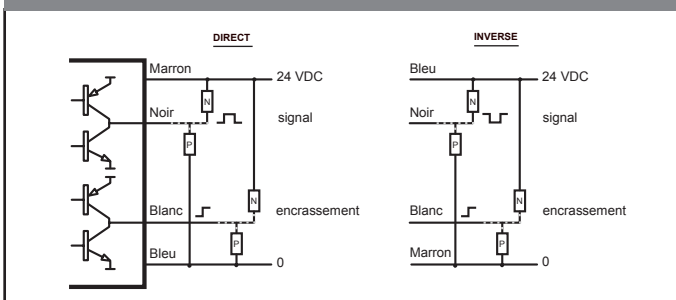 DIRECT
INVERSE
Marron
24 VDC
Bleu
24 VDC
N
N
Noir
signal
Noir
signal
P
P
N
N
Blanc
encrassement
Blanc
encrassement
P
P
Bleu
0
Marron
0